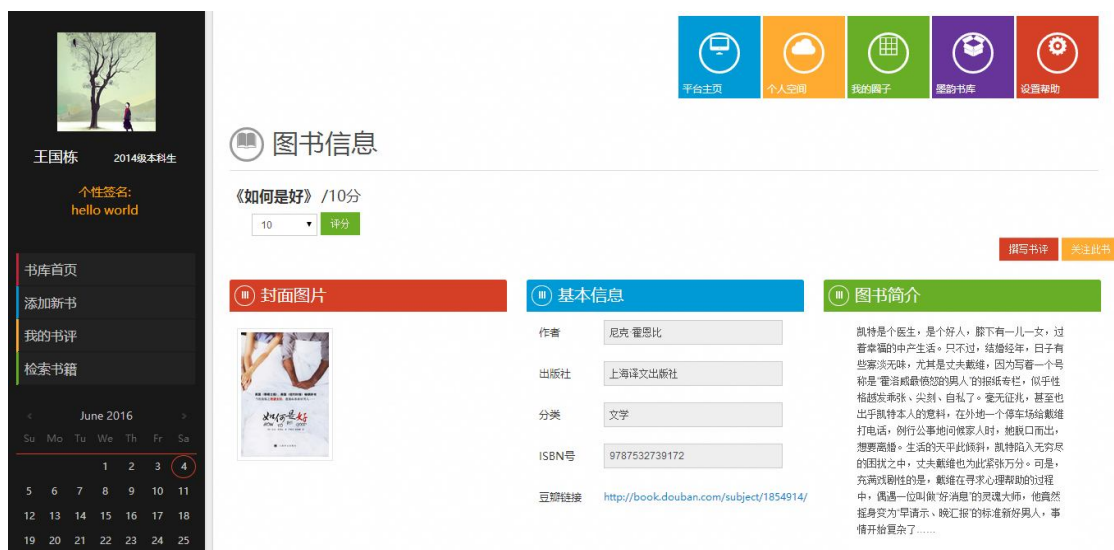 平台主页
个人空间
我的圈子
墨韵书库
设置帮助
王国栋 2014级本科生
个性签名:
hello world
书库首页
添加新书
我的书评
检索书籍
June 2016
Su Mo Tu We Th Fr Sa
1 2 3 4
5 6 7 8 9 10 11
12 13 14 15 16 17 18
19 20 21 22 23 24 25
图书信息
《如何是好》 /10分
10 评分
撰写书评 关注此书
封面图片
如何是好
HOW TO BE GOOD
基本信息
作者 尼克·霍恩比
出版社 上海译文出版社
分类 文学
ISBN号 9787532739172
豆瓣链接 http://book.douban.com/subject/1854914/
图书简介
凯特是个医生，是个好人，膝下有一儿一女，过
着幸福的中产生活。只不过，结婚经年，日子有
些寡淡无味，尤其是丈夫戴维，因为写着一个号
称是“霍洛威最愤怒的男人”的报纸专栏，似乎性
格越发乖张、尖刻、自私了。毫无征兆，甚至也
出乎凯特本人的意料，在外地一个停车场给戴维
打电话，例行公事地问候家人时，她脱口而出，
想要离婚。生活的天平此倾斜，凯特陷入无穷尽
的困扰之中，丈夫戴维也为此紧张万分。可是，
充满戏剧性的是，戴维在寻求心理帮助的过程
中，偶遇一位叫做“好消息”的灵魂大师，他竟然
摇身变为“早请示、晚汇报”的标准新好男人，事
情开始复杂了……